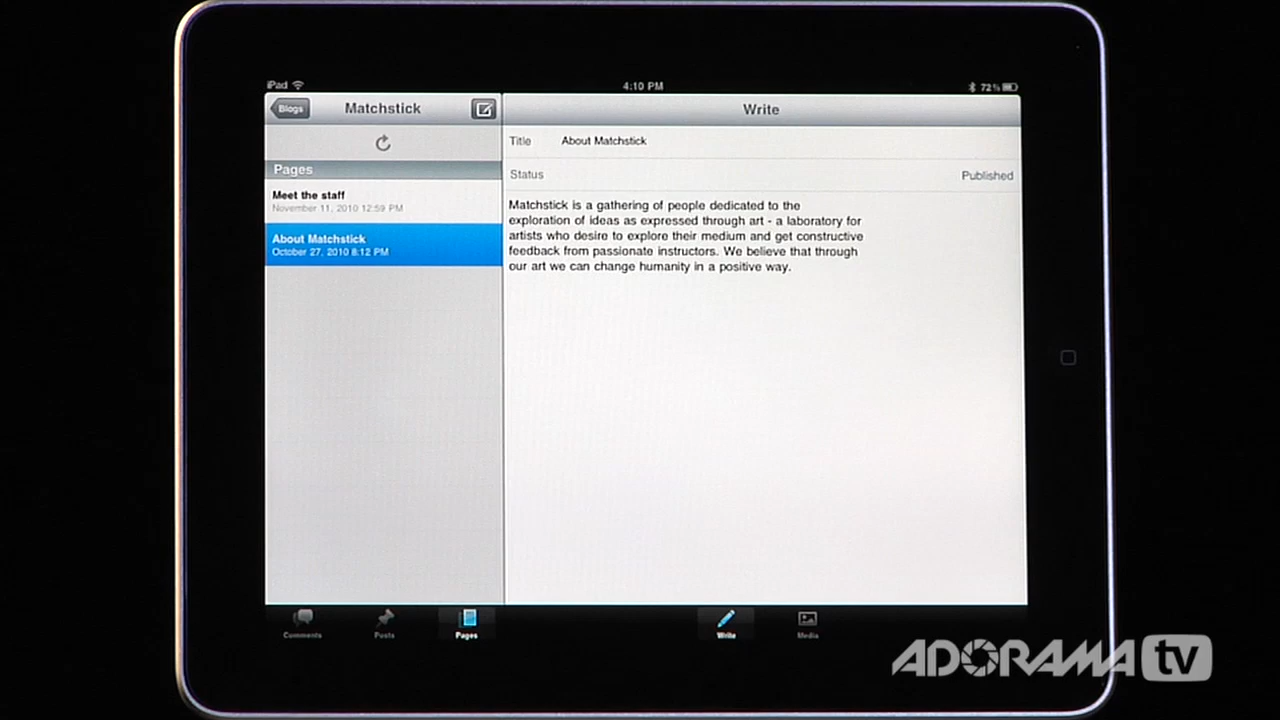 iPad
4:10 PM
72%
Blogs
Matchstick
Write
Title
About Matchstick
Pages
Status
Published
Meet the staff
November 11, 2010 12:59 PM
About Matchstick
October 27, 2010 8:12 PM
Matchstick is a gathering of people dedicated to the
exploration of ideas as expressed through art - a laboratory for
artists who desire to explore their medium and get constructive
feedback from passionate instructors. We believe that through
our art we can change humanity in a positive way.
Comments
Posts
Pages
Write
Media
ADORAMA tv